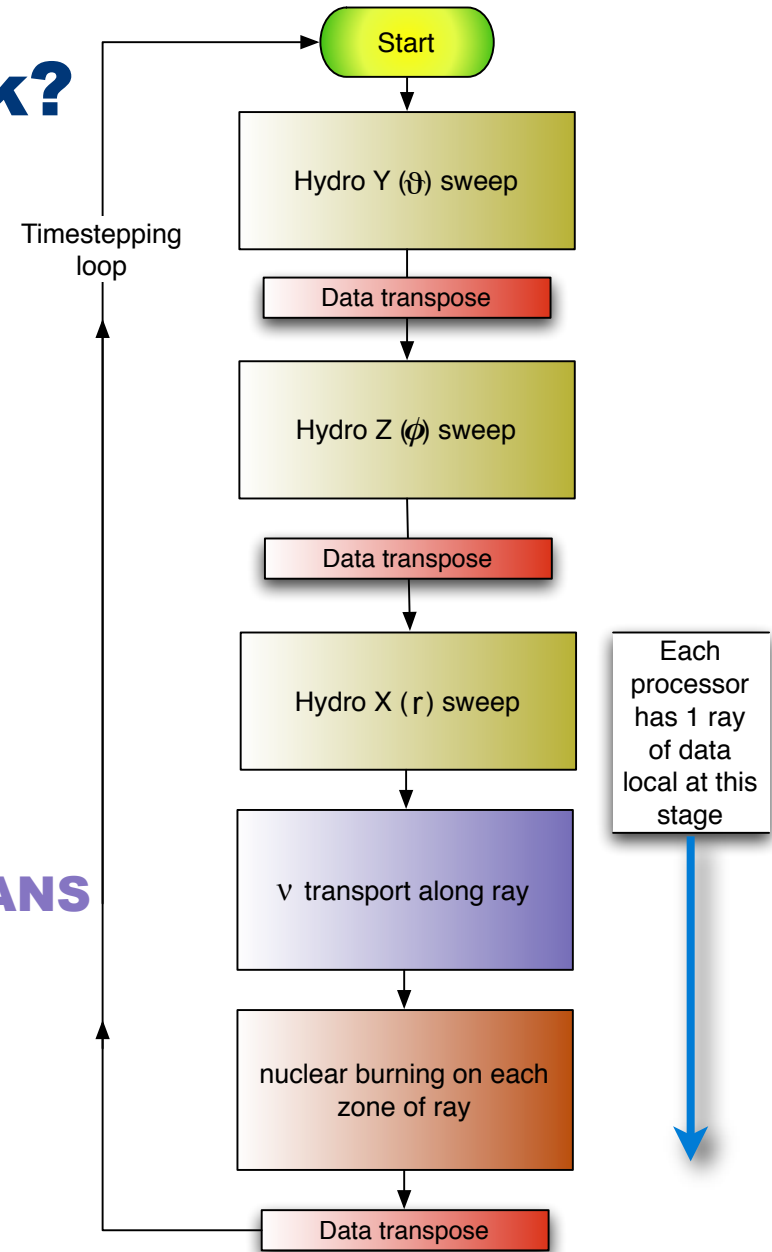 k?
Start
Hydro Y (ϑ) sweep
Timestepping
loop
Data transpose
Hydro Z (ϕ) sweep
Data transpose
Hydro X (r) sweep
Each
processor
has 1 ray
of data
local at this
stage
ν transport along ray
ANS
nuclear burning on each
zone of ray
Data transpose